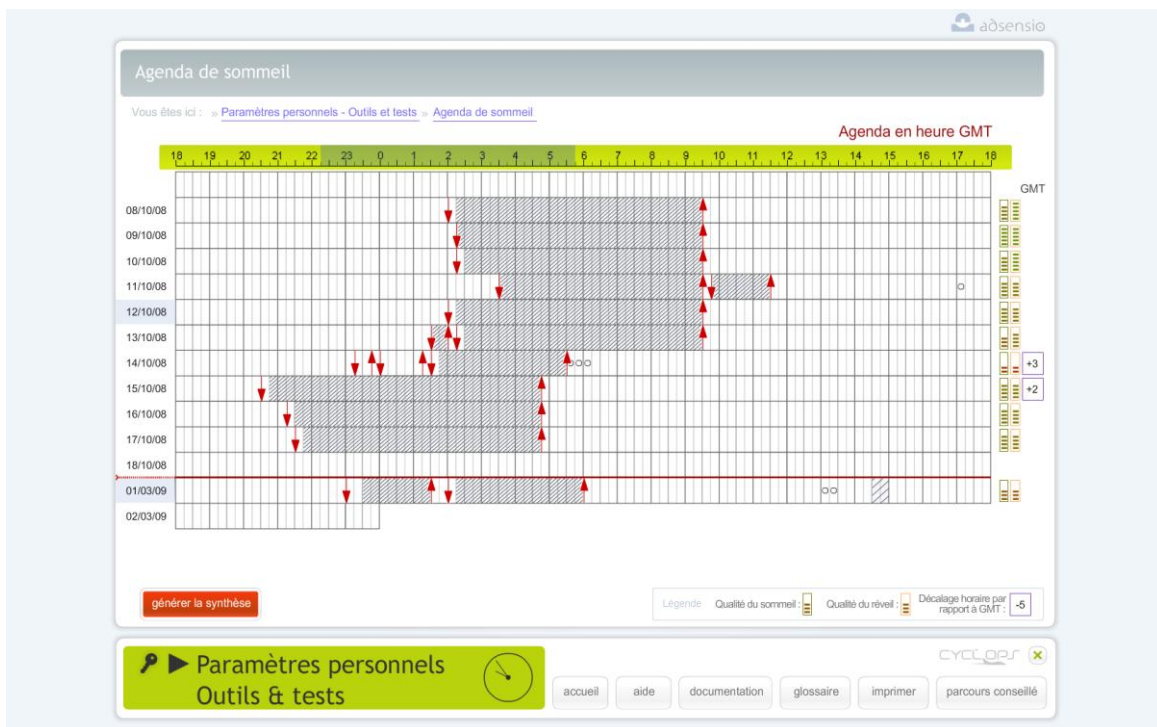 adsensio
Agenda de sommeil
Vous êtes ici : » Paramètres personnels - Outils et tests » Agenda de sommeil
Agenda en heure GMT
18 19 20 21 22 23 0 1 2 3 4 5 6 7 8 9 10 11 12 13 14 15 16 17 18
GMT
08/10/08
09/10/08
10/10/08
11/10/08
12/10/08
13/10/08
14/10/08 +3
15/10/08 +2
16/10/08
17/10/08
18/10/08
01/03/09
02/03/09
générer la synthèse
Légende Qualité du sommeil : Qualité du réveil : Décalage horaire par
rapport à GMT : -5
CYCLOPS
Paramètres personnels
Outils & tests
accueil aide documentation glossaire imprimer parcours conseillé